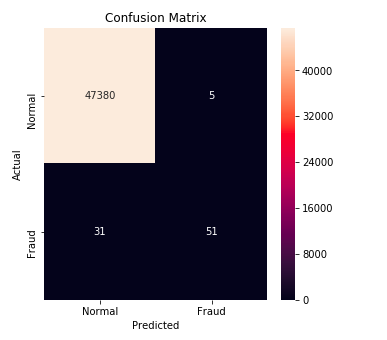 Confusion Matrix
Actual
Normal
Fraud
47380
5
31
51
Normal
Fraud
Predicted
40000
32000
24000
16000
8000
0